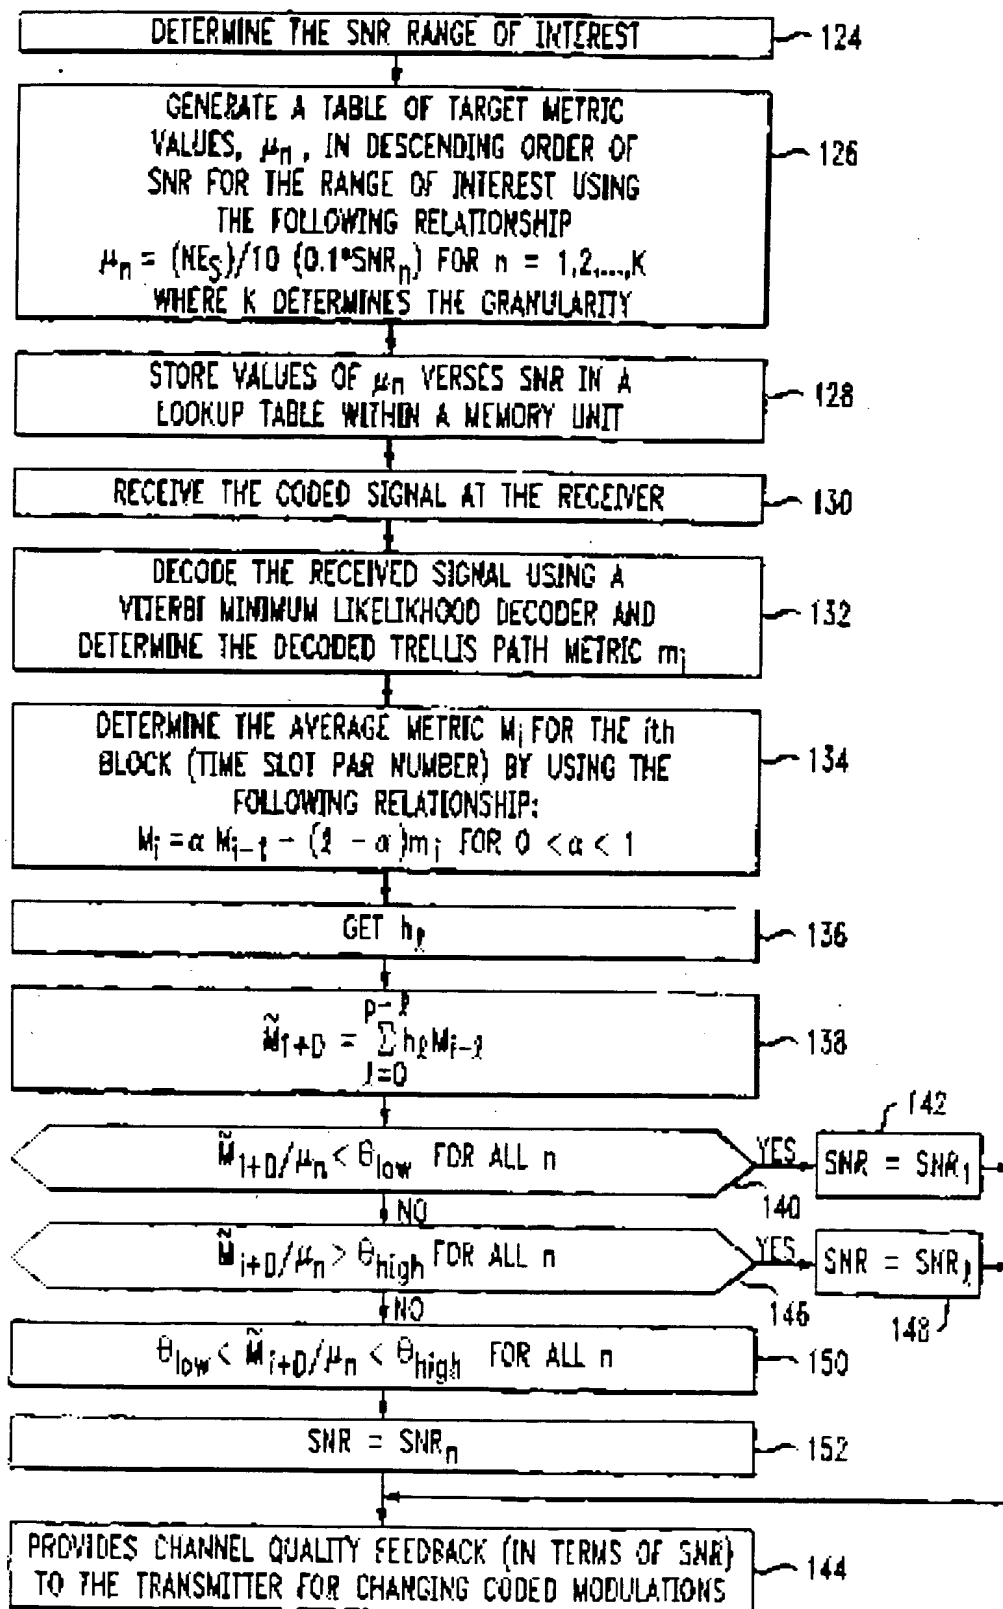 DETERMINE THE SNR RANGE OF INTEREST
124
GENERATE A TABLE OF TARGET METRIC
VALUES, μn, IN DESCENDING ORDER OF
SNR FOR THE RANGE OF INTEREST USING
THE FOLLOWING RELATIONSHIP
μn = (NES)/10 (0.1*SNRn) FOR n = 1,2,...,K
WHERE K DETERMINES THE GRANULARITY
126
STORE VALUES OF μn VERSES SNR IN A
LOOKUP TABLE WITHIN A MEMORY UNIT
128
RECEIVE THE CODED SIGNAL AT THE RECEIVER
130
DECODE THE RECEIVED SIGNAL USING A
VITERBI MINIMUM LIKELIKHOOD DECODER AND
DETERMINE THE DECODED TRELLIS PATH METRIC mi
132
DETERMINE THE AVERAGE METRIC Mi FOR THE ith
BLOCK (TIME SLOT PAR NUMBER) BY USING THE
FOLLOWING RELATIONSHIP:
Mi = α Mi-ℓ - (ℓ - α)mi FOR 0 < α < 1
134
GET hℓ
136
p-ℓ
M̃i+D = Σ hℓMi-ℓ
l=0
138
M̃i+D/μn < θlow FOR ALL n
140
YES
142
SNR = SNR1
NO
M̃i+D/μn > θhigh FOR ALL n
146
YES
SNR = SNRℓ
148
NO
θlow < M̃i+D/μn < θhigh FOR ALL n
150
SNR = SNRn
152
PROVIDES CHANNEL QUALITY FEEDBACK (IN TERMS OF SNR)
TO THE TRANSMITTER FOR CHANGING CODED MODULATIONS
144